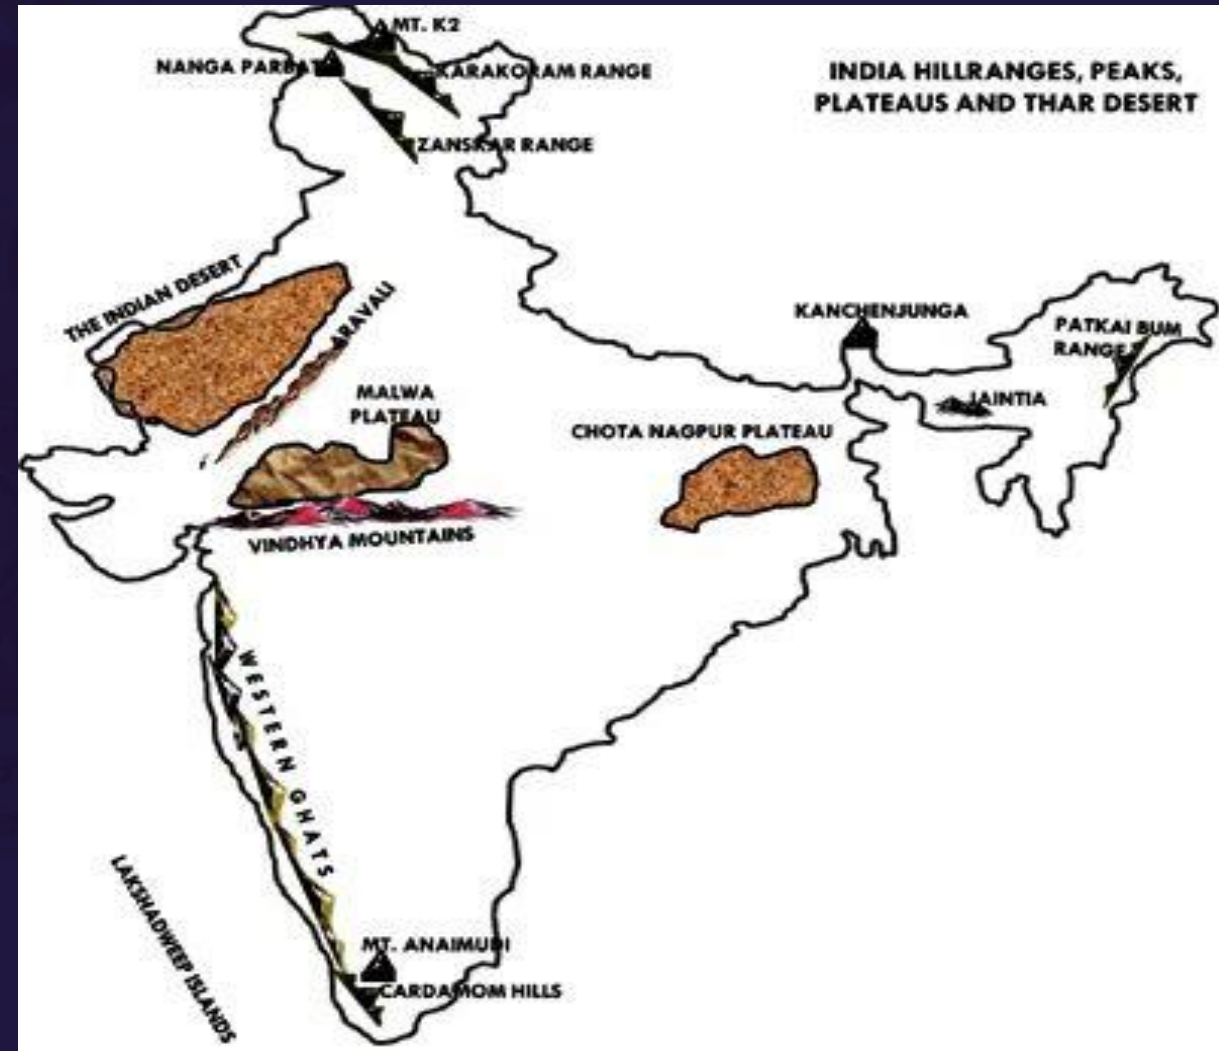 MT. K2
NANGA PARBAT
KARAKORAM RANGE
INDIA HILLRANGES, PEAKS,
PLATEAUS AND THAR DESERT
ZANSKAR RANGE
THE INDIAN DESERT
ARAVALI
KANCHENJUNGA
PATKAI BUM
RANGE
MALWA
PLATEAU
JAINTIA
CHOTA NAGPUR PLATEAU
VINDHYA MOUNTAINS
WESTERN GHATS
LAKSHADWEEP ISLANDS
MT. ANAIMUDI
CARDAMOM HILLS